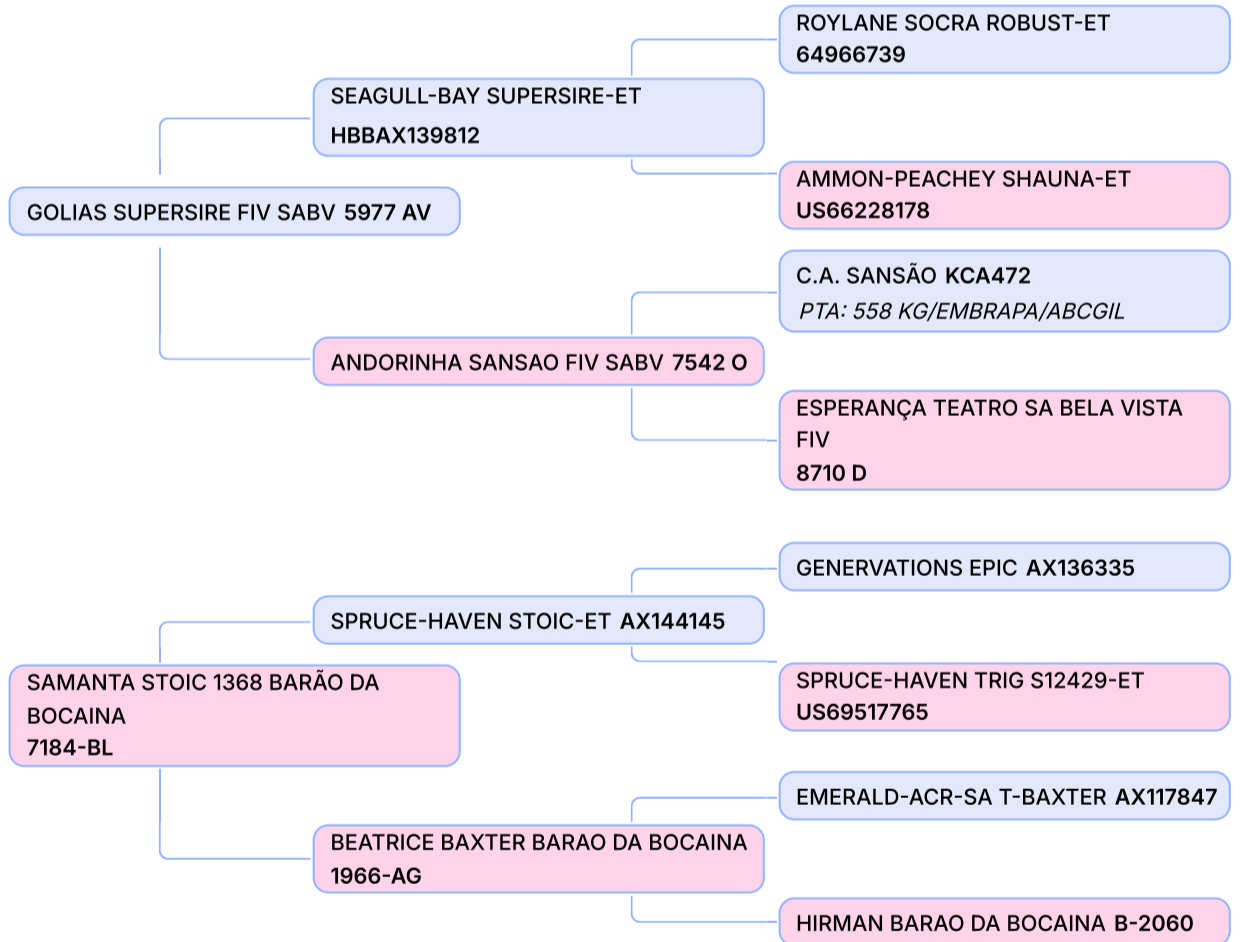 ROYLANE SOCRA ROBUST-ET
64966739
SEAGULL-BAY SUPERSIRE-ET
HBBAX139812
AMMON-PEACHEY SHAUNA-ET
US66228178
GOLIAS SUPERSIRE FIV SABV 5977 AV
C.A. SANSÃO KCA472
PTA: 558 KG/EMBRAPA/ABCGIL
ANDORINHA SANSAO FIV SABV 7542 O
ESPERANÇA TEATRO SA BELA VISTA
FIV
8710 D
GENERVATIONS EPIC AX136335
SPRUCE-HAVEN STOIC-ET AX144145
SPRUCE-HAVEN TRIG S12429-ET
US69517765
SAMANTA STOIC 1368 BARÃO DA
BOCAINA
7184-BL
EMERALD-ACR-SA T-BAXTER AX117847
BEATRICE BAXTER BARAO DA BOCAINA
1966-AG
HIRMAN BARAO DA BOCAINA B-2060